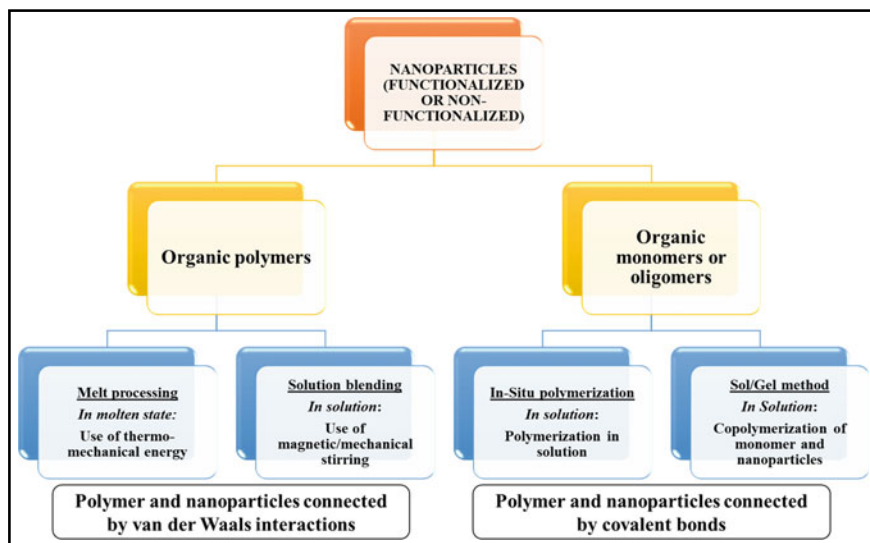 NANOPARTICLES
(FUNCTIONALIZED
OR NON-
FUNCTIONALIZED)
Organic polymers
Organic
monomers or
oligomers
Melt processing
In molten state:
Use of thermo-
mechanical energy
Solution blending
In solution:
Use of
magnetic/mechanical
stirring
In-Situ polymerization
In solution:
Polymerization in
solution
Sol/Gel method
In Solution:
Copolymerization of
monomer and
nanoparticles
Polymer and nanoparticles connected
by van der Waals interactions
Polymer and nanoparticles connected
by covalent bonds